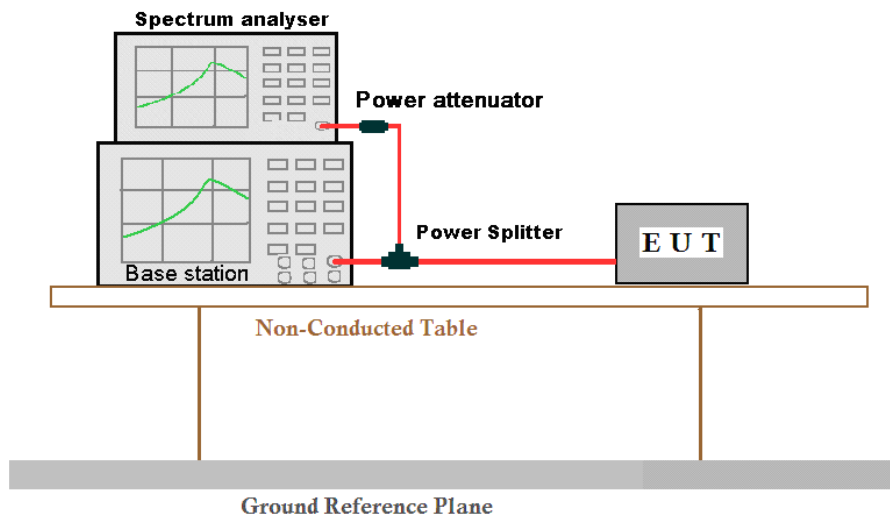 Spectrum analyser
Power attenuator
Power Splitter
E U T
Base station
Non-Conducted Table
Ground Reference Plane